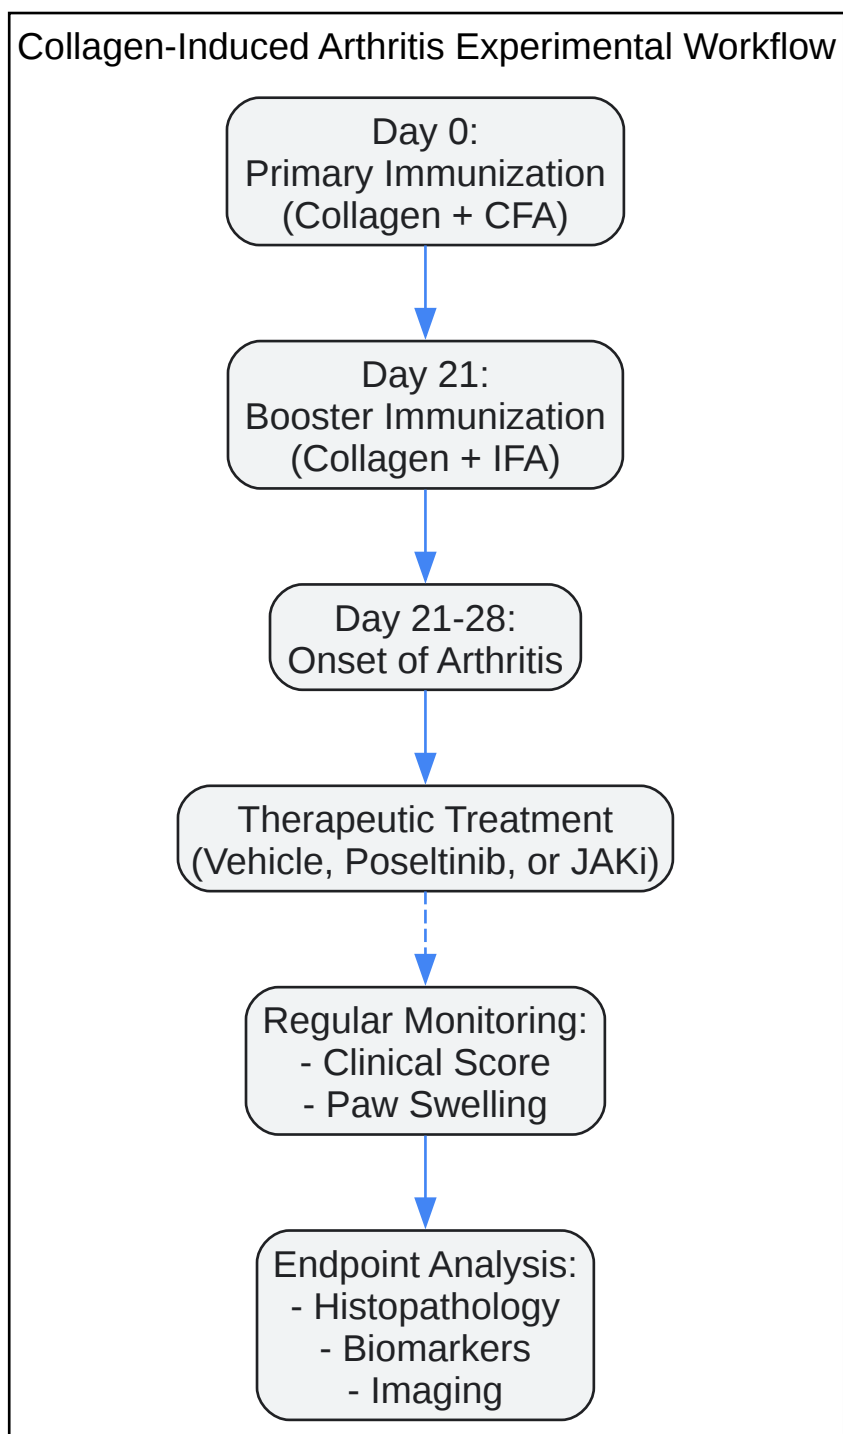 Collagen-Induced Arthritis Experimental Workflow
Day 0:
Primary Immunization
(Collagen + CFA)
Day 21:
Booster Immunization
(Collagen + IFA)
Day 21-28:
Onset of Arthritis
Therapeutic Treatment
(Vehicle, Poseltinib, or JAKi)
Regular Monitoring:
- Clinical Score
- Paw Swelling
Endpoint Analysis:
- Histopathology
- Biomarkers
- Imaging